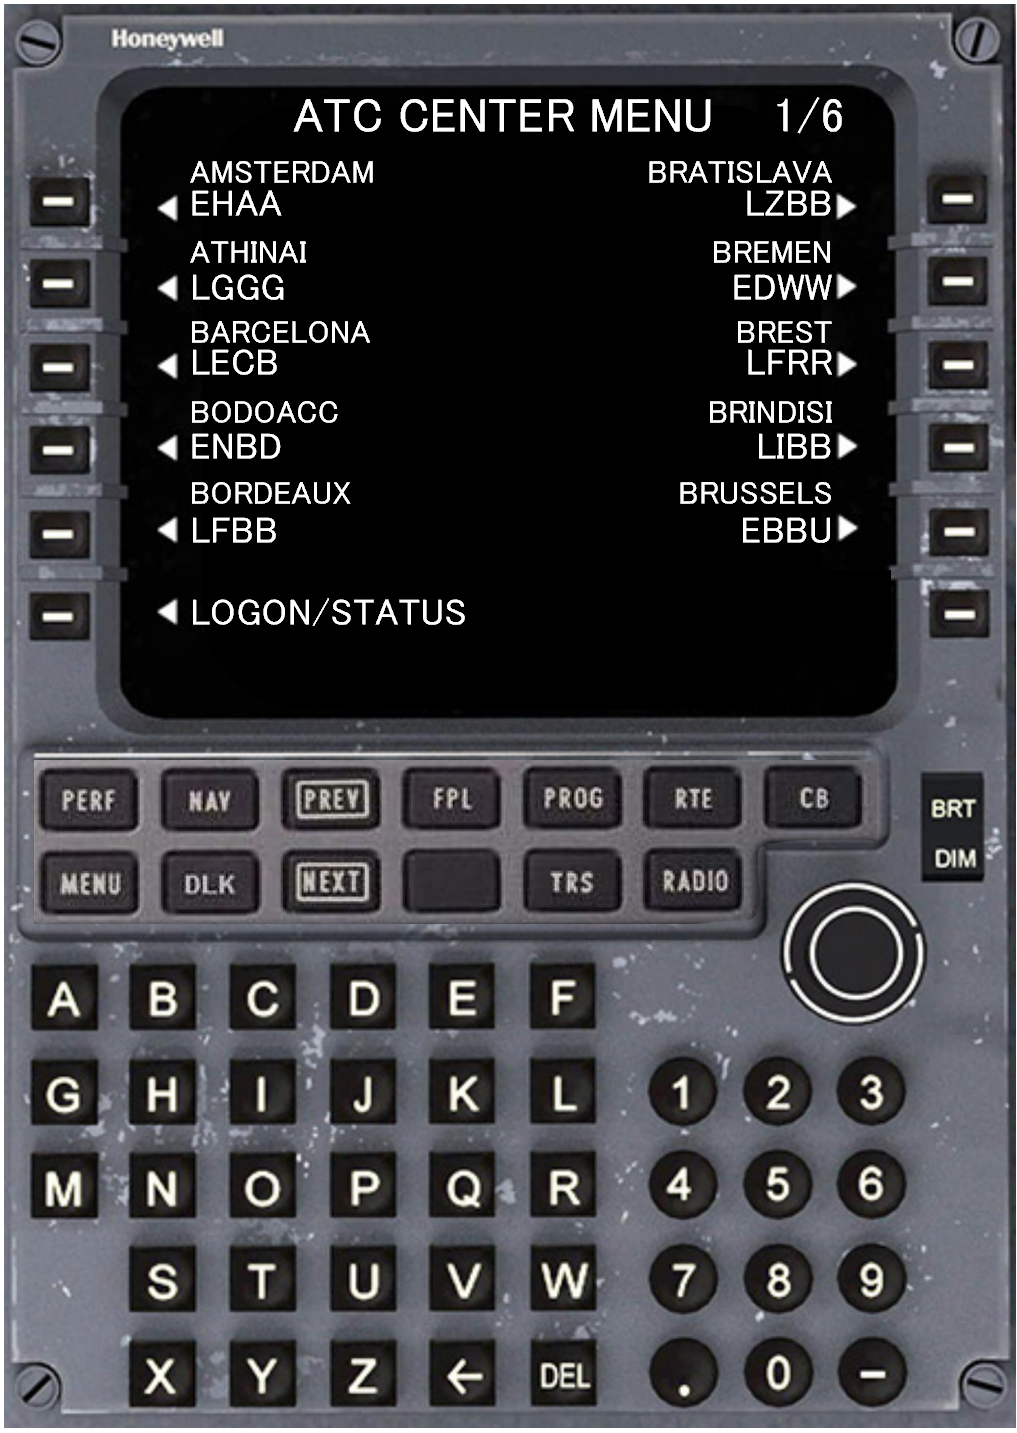 Honeywell
ATC CENTER MENU 1/6
AMSTERDAM BRATISLAVA
EHAA LZBB
ATHINAI BREMEN
LGGG EDWW
BARCELONA BREST
LECB LFRR
BODOACC BRINDISI
ENBD LIBB
BORDEAUX BRUSSELS
LFBB EBBU
LOGON/STATUS
PERF NAV PREV FPL PROG RTE CB
BRT
MENU DLK NEXT TRS RADIO
DIM
A B C D E F
G H I J K L 1 2 3
M N O P Q R 4 5 6
S T U V W 7 8 9
X Y Z ← DEL . 0 -